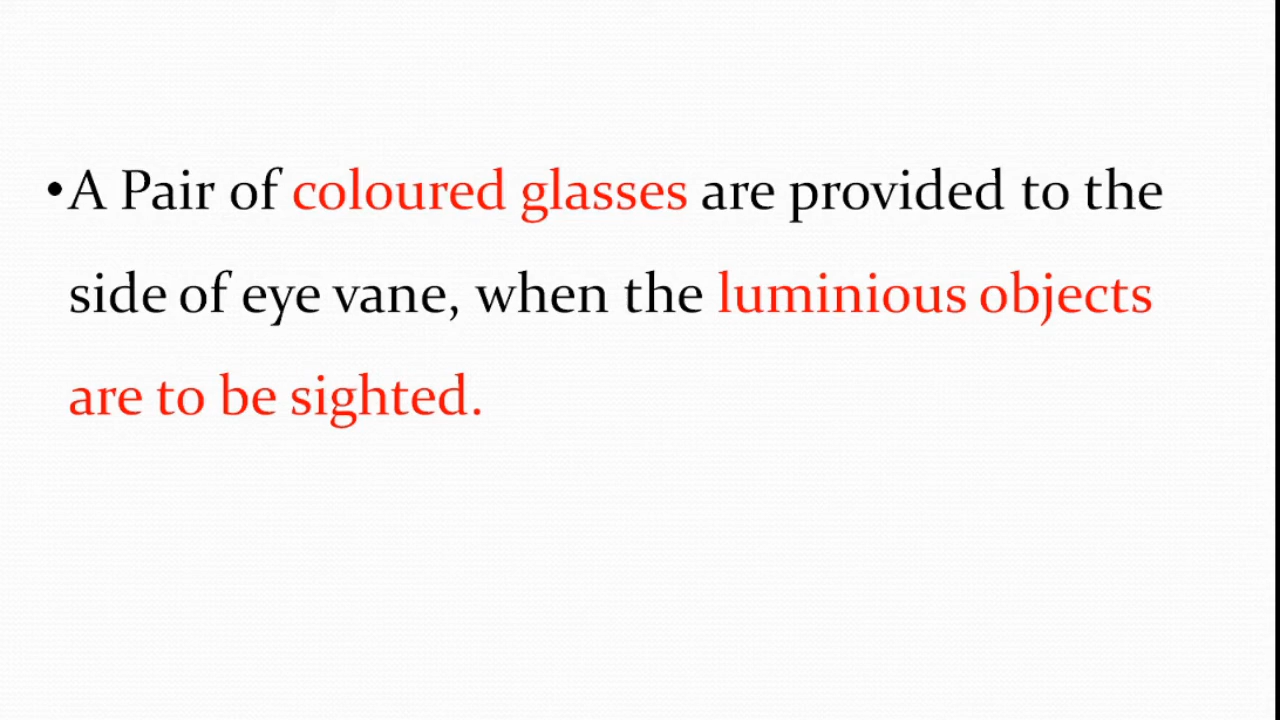 •A Pair of coloured glasses are provided to the
side of eye vane, when the luminious objects
are to be sighted.